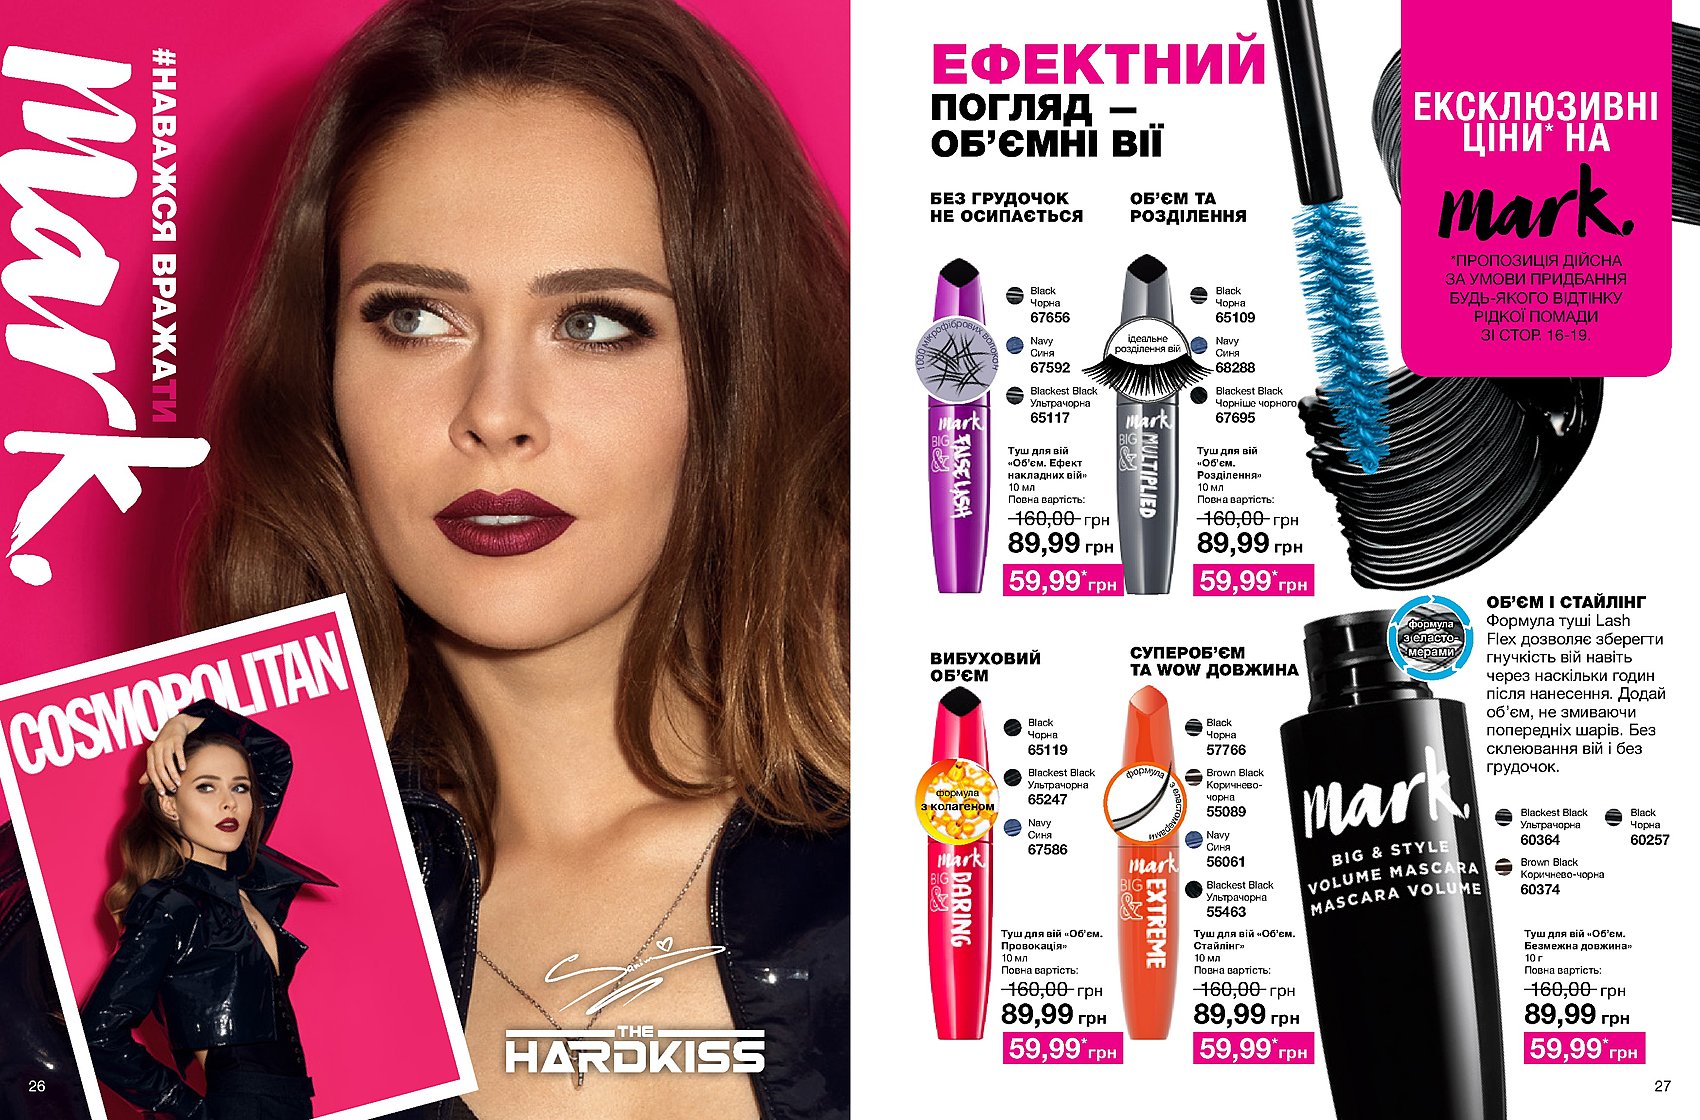 #НАВАЖСЯ ВРАЖАТИ
mark.
COSMOPOLITAN
THE
HARDKISS
26
ЕФЕКТНИЙ
ПОГЛЯД –
ОБ'ЄМНІ ВІЇ
ЕКСКЛЮЗИВНІ
ЦІНИ* НА
mark.
*ПРОПОЗИЦІЯ ДІЙСНА
ЗА УМОВИ ПРИДБАННЯ
БУДЬ-ЯКОГО ВІДТІНКУ
РІДКОЇ ПОМАДИ
ЗІ СТОР. 16-19.
БЕЗ ГРУДОЧОК
НЕ ОСИПАЄТЬСЯ
1000 мікрофібрових волокон
mark.
BIG
&
FALSE LASH
Black
Чорна
67656
Navy
Синя
67592
Blackest Black
Ультрачорна
65117
Туш для вій
«Об'єм. Ефект
накладних вій»
10 мл
Повна вартість:
160,00 грн
89,99 грн
59,99* грн
ОБ'ЄМ ТА
РОЗДІЛЕННЯ
ідеальне
розділення вій
mark.
BIG
&
MULTIPLIED
Black
Чорна
65109
Navy
Синя
68288
Blackest Black
Чорніше чорного
67695
Туш для вій
«Об'єм.
Розділення»
10 мл
Повна вартість:
160,00 грн
89,99 грн
59,99* грн
ВИБУХОВИЙ
ОБ'ЄМ
формула
з колагеном
mark.
BIG
&
DARING
Black
Чорна
65119
Blackest Black
Ультрачорна
65247
Navy
Синя
67586
Туш для вій «Об'єм.
Провокація»
10 мл
Повна вартість:
160,00 грн
89,99 грн
59,99* грн
СУПЕРОБ'ЄМ
ТА WOW ДОВЖИНА
формула
з еластомерами
mark.
BIG
&
EXTREME
Black
Чорна
57766
Brown Black
Коричнево-
чорна
55089
Navy
Синя
56061
Blackest Black
Ультрачорна
55463
Туш для вій «Об'єм.
Стайлінг»
10 мл
Повна вартість:
160,00 грн
89,99 грн
59,99* грн
формула
з еласто-
мерами
ОБ'ЄМ І СТАЙЛІНГ
Формула туші Lash
Flex дозволяє зберегти
гнучкість вій навіть
через наскільки годин
після нанесення. Додай
об'єм, не змиваючи
попередніх шарів. Без
склеювання вій і без
грудочок.
mark.
BIG & STYLE
VOLUME MASCARA
MASCARA VOLUME
Blackest Black
Ультрачорна
60364
Black
Чорна
60257
Brown Black
Коричнево-чорна
60374
Туш для вій «Об'єм.
Безмежна довжина»
10 г
Повна вартість:
160,00 грн
89,99 грн
59,99* грн
27